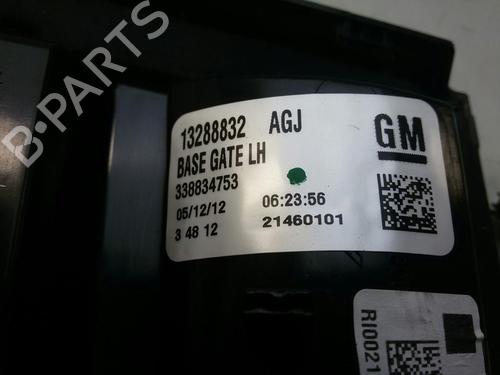 13288832 AGJ
GM
BASE GATE LH
338834753
05/12/12 06:23:56
3 48 12 21460101
RI0021
B-PARTS